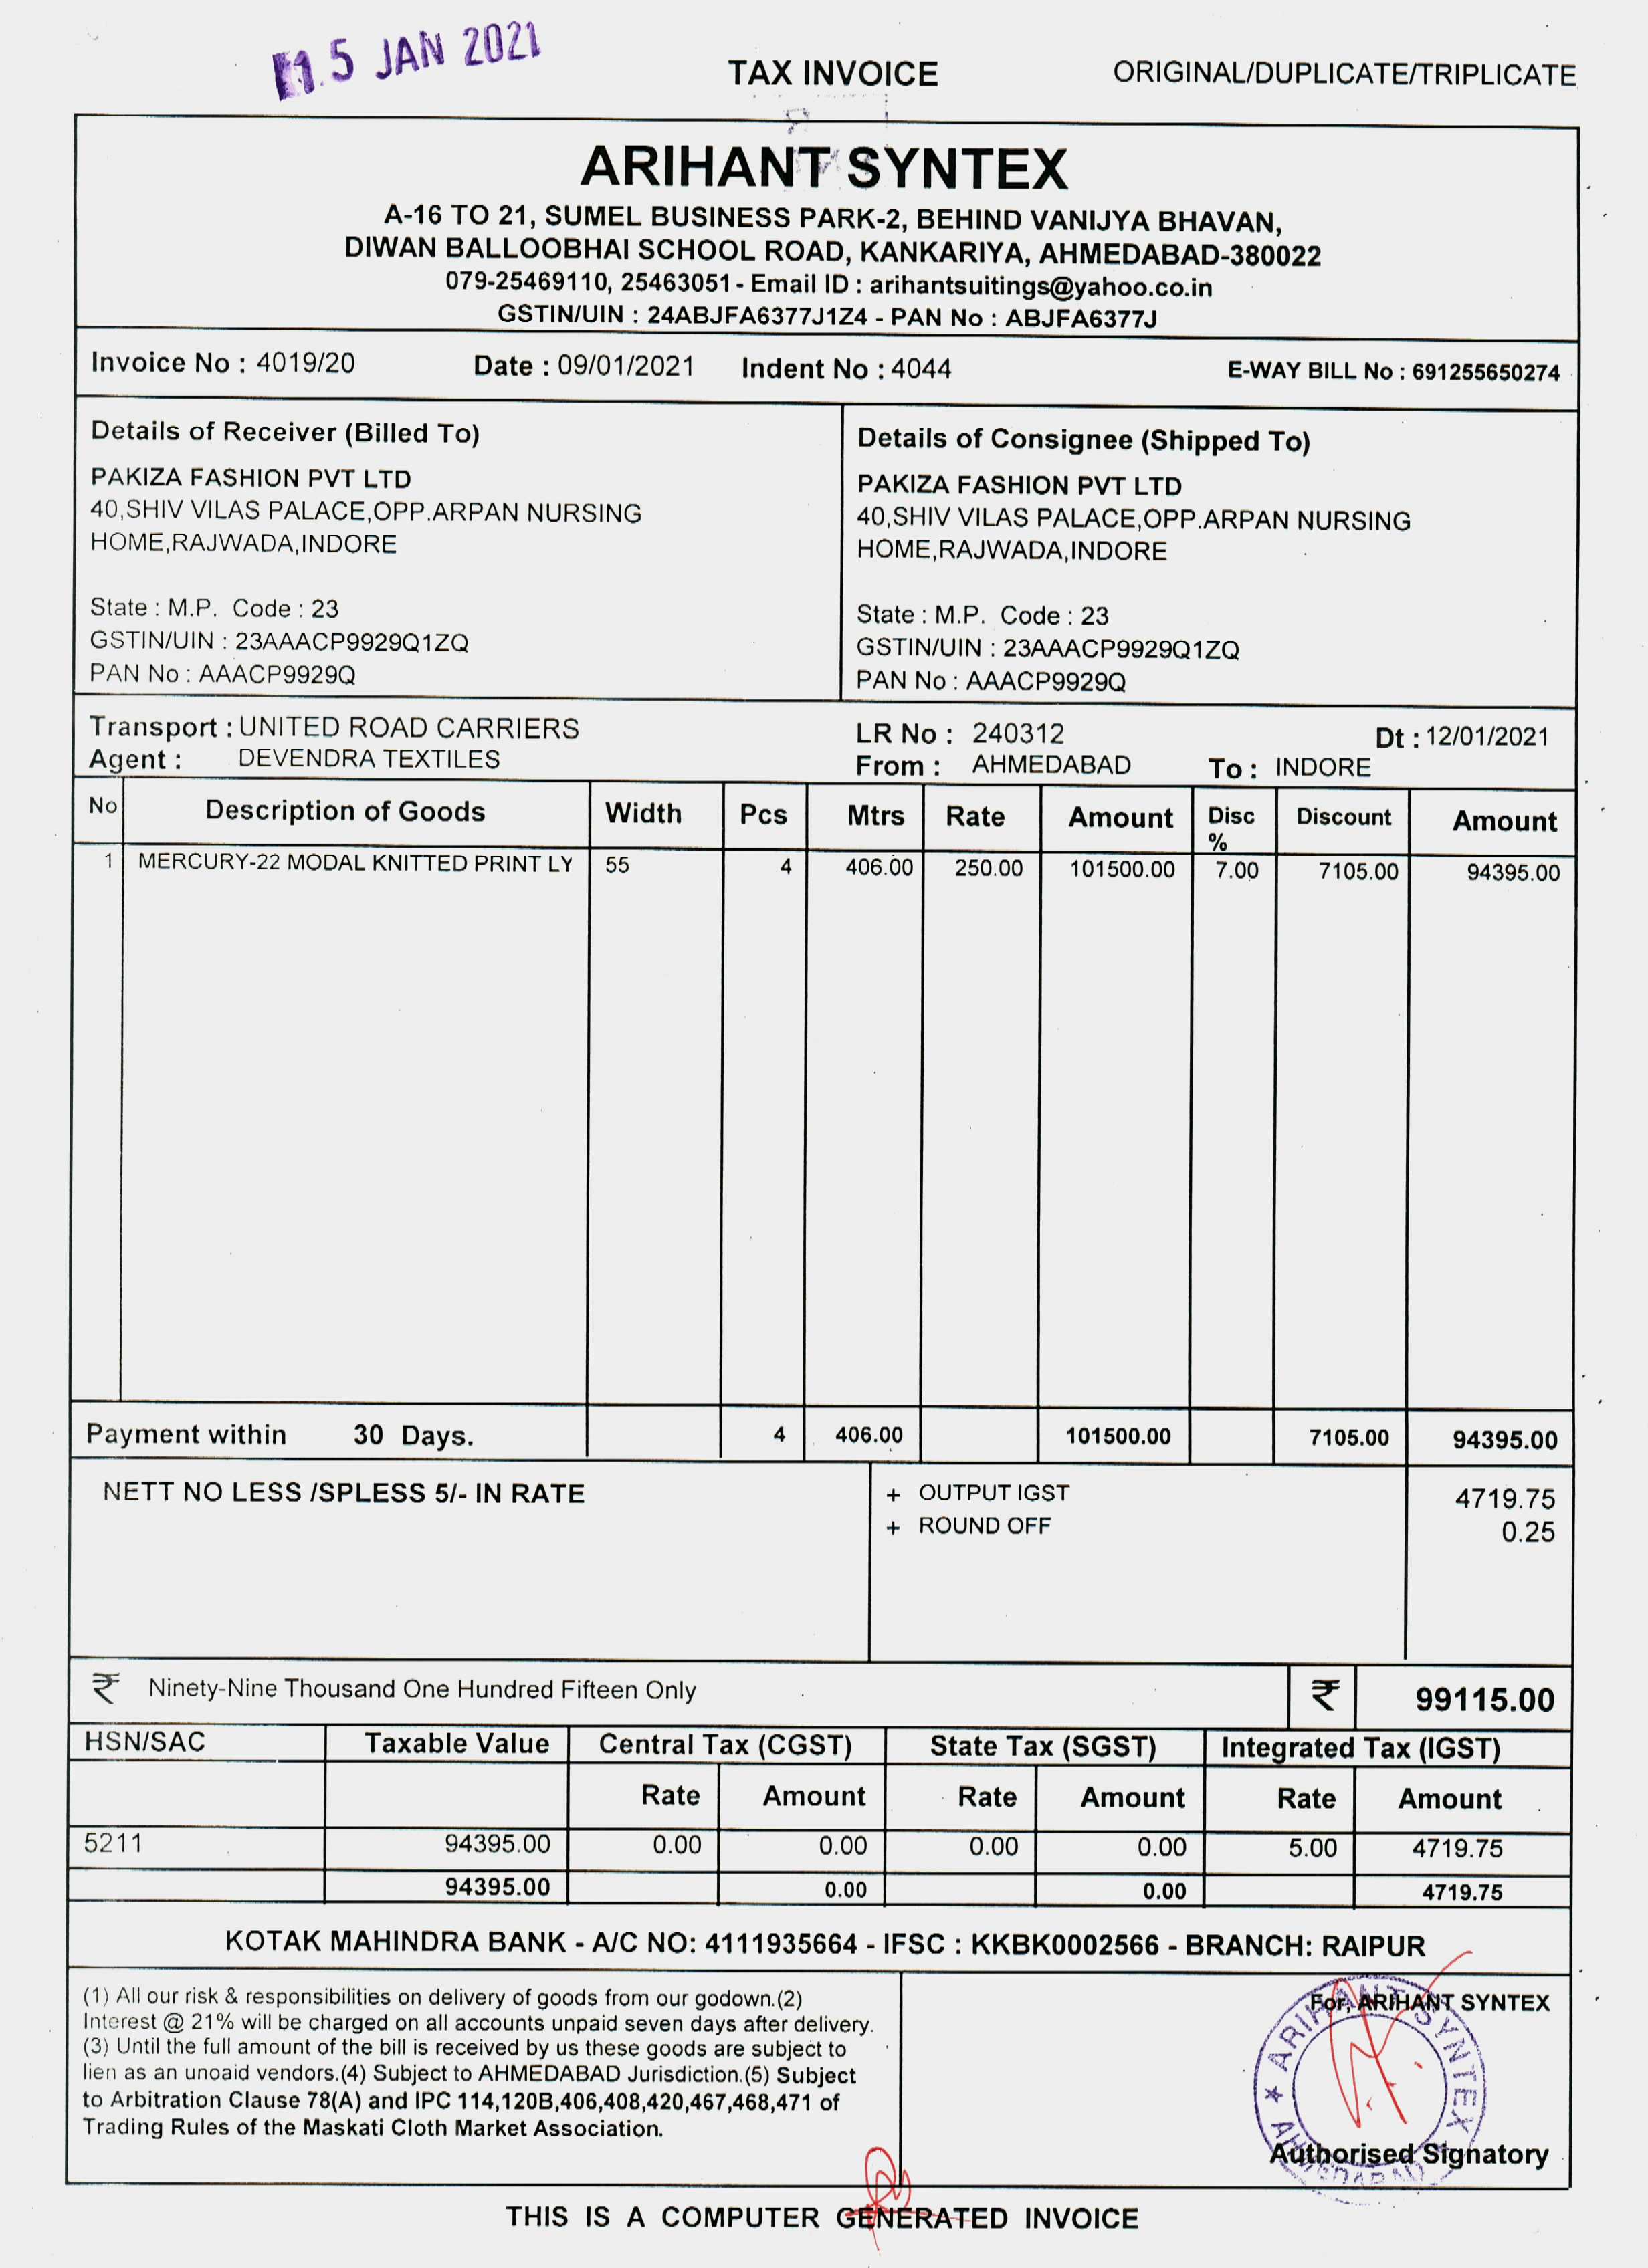 15 JAN 2021
TAX INVOICE
ORIGINAL/DUPLICATE/TRIPLICATE
ARIHANT SYNTEX
A-16 TO 21, SUMEL BUSINESS PARK-2, BEHIND VANIJYA BHAVAN,
DIWAN BALLOOBHAI SCHOOL ROAD, KANKARIYA, AHMEDABAD-380022
079-25469110, 25463051 - Email ID : arihantsuitings@yahoo.co.in
GSTIN/UIN : 24ABJFA6377J1Z4 - PAN No : ABJFA6377J
Invoice No : 4019/20 Date : 09/01/2021 Indent No : 4044 E-WAY BILL No : 691255650274
Details of Receiver (Billed To)
PAKIZA FASHION PVT LTD
40,SHIV VILAS PALACE,OPP.ARPAN NURSING
HOME,RAJWADA,INDORE
State : M.P. Code : 23
GSTIN/UIN : 23AAACP9929Q1ZQ
PAN No : AAACP9929Q
Details of Consignee (Shipped To)
PAKIZA FASHION PVT LTD
40,SHIV VILAS PALACE,OPP.ARPAN NURSING
HOME,RAJWADA,INDORE
State : M.P. Code : 23
GSTIN/UIN : 23AAACP9929Q1ZQ
PAN No : AAACP9929Q
Transport : UNITED ROAD CARRIERS LR No : 240312 Dt : 12/01/2021
Agent : DEVENDRA TEXTILES From : AHMEDABAD To : INDORE
No Description of Goods Width Pcs Mtrs Rate Amount Disc % Discount Amount
1 MERCURY-22 MODAL KNITTED PRINT LY 55 4 406.00 250.00 101500.00 7.00 7105.00 94395.00
Payment within 30 Days. 4 406.00 101500.00 7105.00 94395.00
NETT NO LESS /SPLESS 5/- IN RATE + OUTPUT IGST 4719.75
+ ROUND OFF 0.25
₹ Ninety-Nine Thousand One Hundred Fifteen Only ₹ 99115.00
HSN/SAC Taxable Value Central Tax (CGST) State Tax (SGST) Integrated Tax (IGST)
Rate Amount Rate Amount Rate Amount
5211 94395.00 0.00 0.00 0.00 0.00 5.00 4719.75
94395.00 0.00 0.00 4719.75
KOTAK MAHINDRA BANK - A/C NO: 4111935664 - IFSC : KKBK0002566 - BRANCH: RAIPUR
(1) All our risk & responsibilities on delivery of goods from our godown.(2)
Interest @ 21% will be charged on all accounts unpaid seven days after delivery.
(3) Until the full amount of the bill is received by us these goods are subject to
lien as an unoaid vendors.(4) Subject to AHMEDABAD Jurisdiction.(5) Subject
to Arbitration Clause 78(A) and IPC 114,120B,406,408,420,467,468,471 of
Trading Rules of the Maskati Cloth Market Association.
For, ARIHANT SYNTEX
★ ARIHANT SYNTEX ★ AHMEDABAD
Authorised Signatory
THIS IS A COMPUTER GENERATED INVOICE